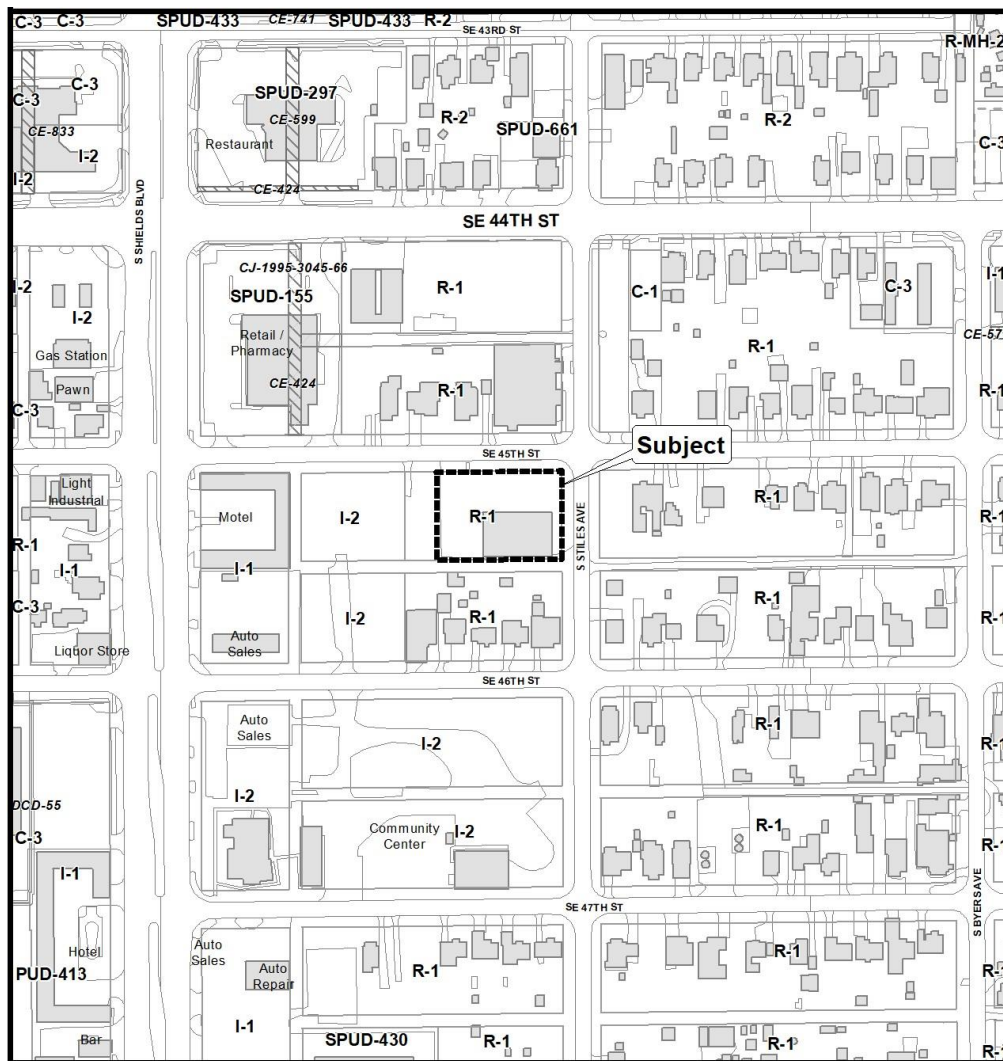 C-3 C-3 SPUD-433 CE-741 SPUD-433 R-2
SE 43RD ST
R-MH-2
C-3
SPUD-297
C-3
CE-599
R-2
R-2
CE-833
SPUD-661
Restaurant
C-3
I-2
I-2
CE-424
S SHIELDS BLVD
SE 44TH ST
CJ-1995-3045-66
I-2
R-1
C-1
C-3
I-1
SPUD-155
I-2
Retail /
Pharmacy
CE-57
R-1
Gas Station
Pawn
CE-424
R-1
R-1
C-3
Subject
SE 45TH ST
Light
Industrial
R-1
Motel
I-2
R-1
R-1
S STILES AVE
R-1
I-1
I-1
R-1
C-3
I-2
R-1
R-1
Auto
Sales
Liquor Store
SE 46TH ST
Auto
Sales
R-1
I-2
R-1
I-2
DCD-55
Community
Center
I-2
R-1
C-3
R-1
I-1
S BYERS AVE
SE 47TH ST
Auto
Sales
Hotel
R-1
R-1
PUD-413
Auto
Repair
R-1
I-1
Bar
SPUD-430
R-1
R-1
R-1